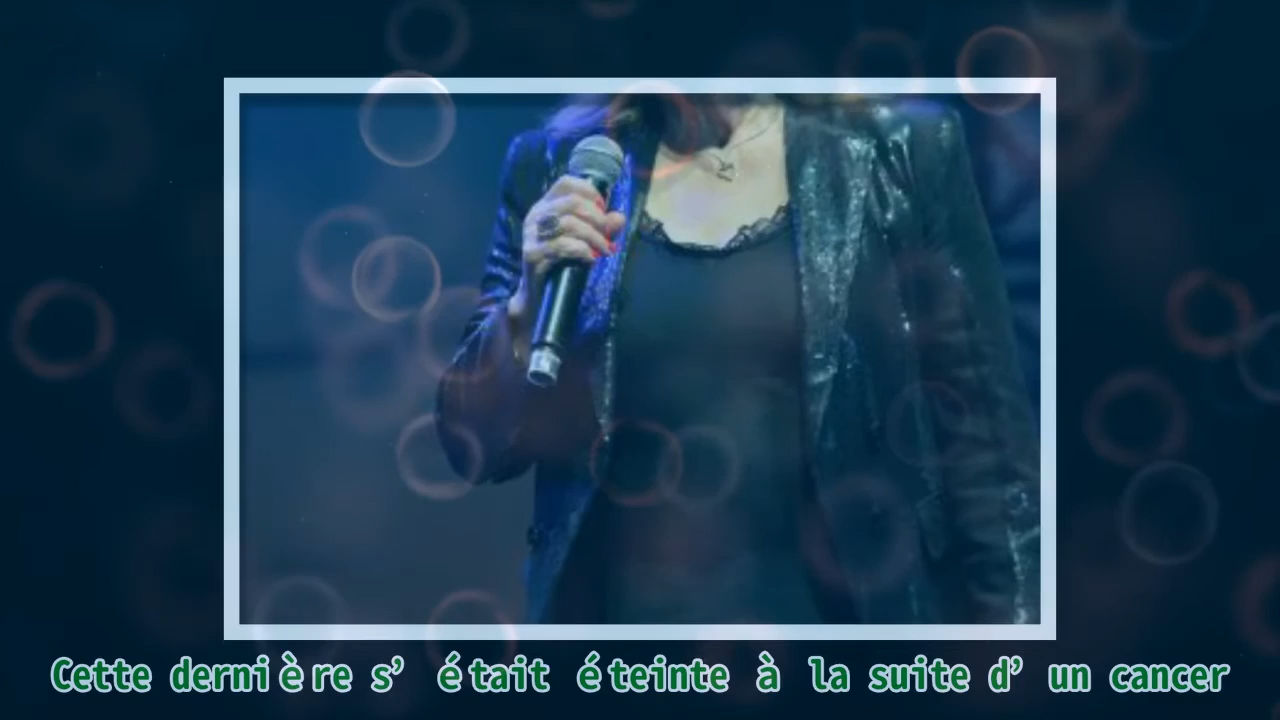 Cette dernière s’ était éteinte à la suite d’ un cancer